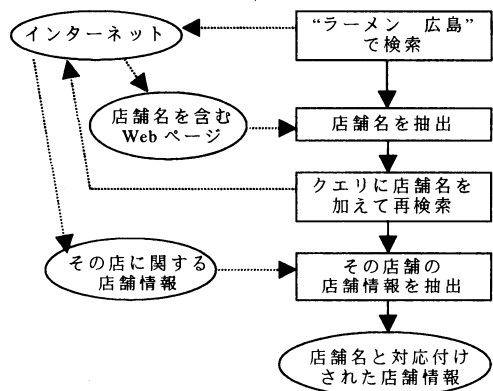 インターネット
“ラーメン　広島”
で検索
店舗名を含む
Webページ
店舗名を抽出
クエリに店舗名を
加えて再検索
その店に関する
店舗情報
その店舗の
店舗情報を抽出
店舗名と対応付け
された店舗情報